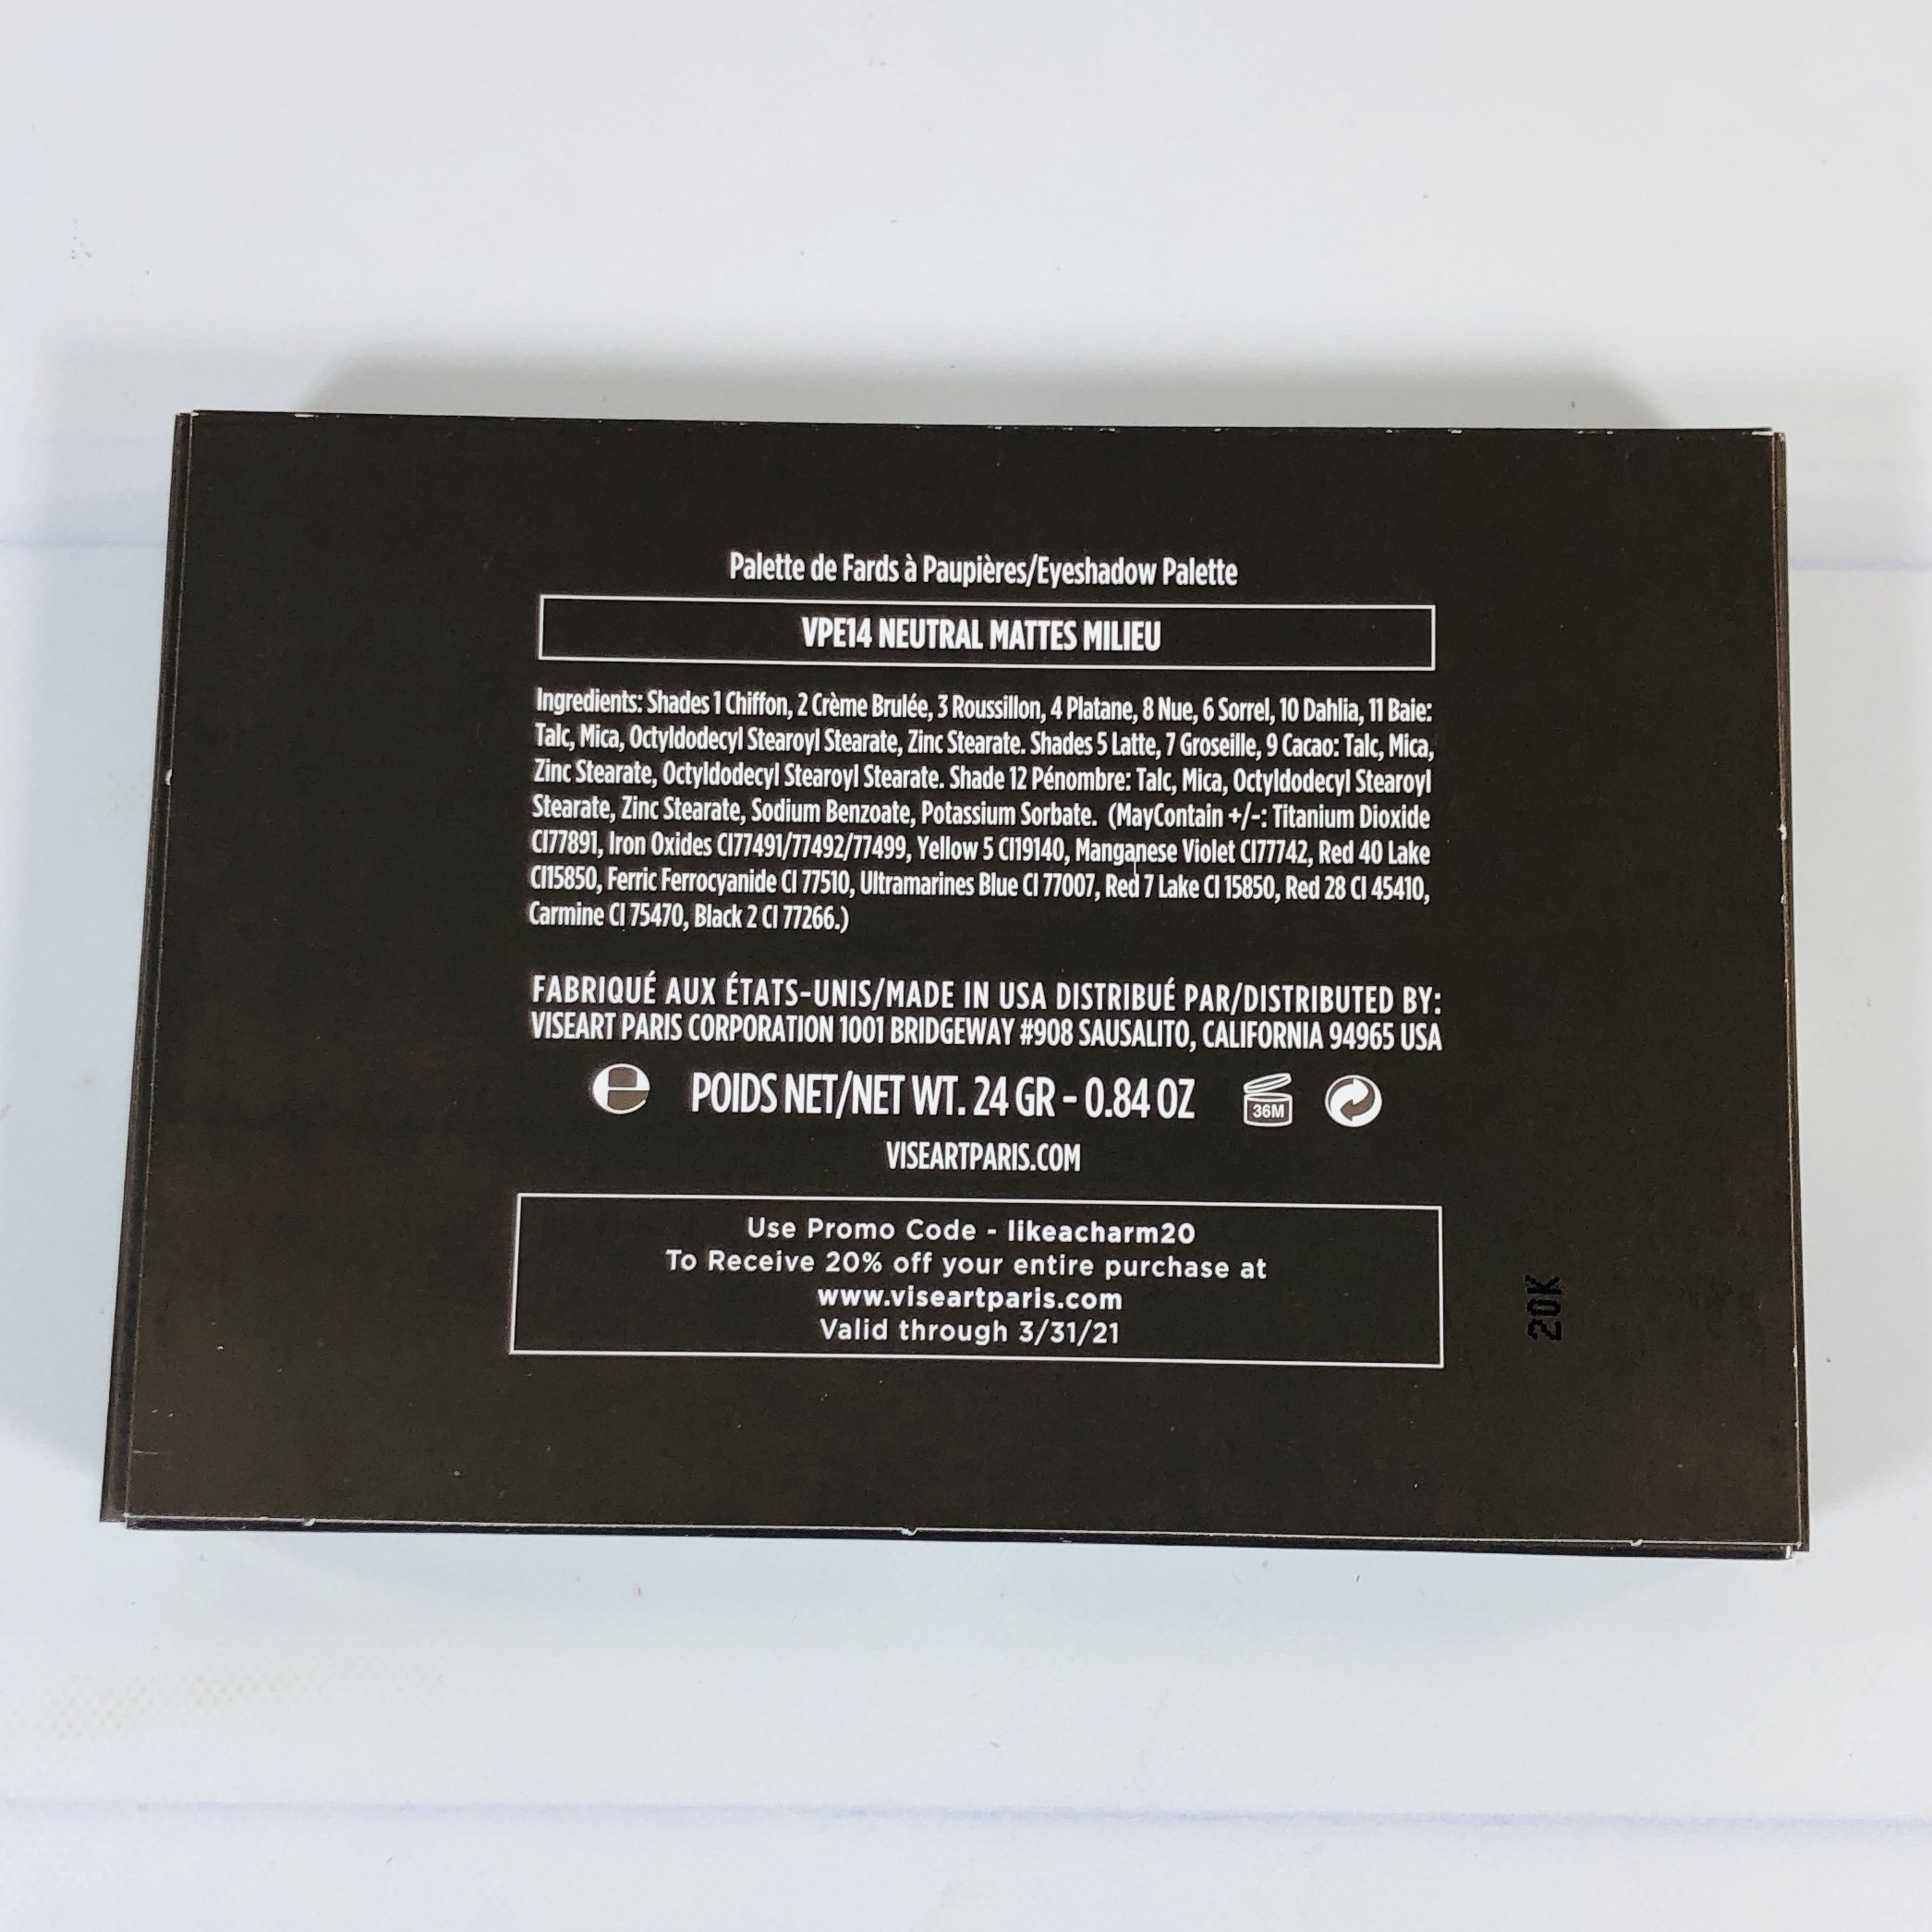 Palette de Fards à Paupières/Eyeshadow Palette
VPE14 NEUTRAL MATTES MILIEU
Ingredients: Shades 1 Chiffon, 2 Crème Brulée, 3 Roussillon, 4 Platane, 8 Nue, 6 Sorrel, 10 Dahlia, 11 Baie:
Talc, Mica, Octyldodecyl Stearoyl Stearate, Zinc Stearate. Shades 5 Latte, 7 Groseille, 9 Cacao: Talc, Mica,
Zinc Stearate, Octyldodecyl Stearoyl Stearate. Shade 12 Pénombre: Talc, Mica, Octyldodecyl Stearoyl
Stearate, Zinc Stearate, Sodium Benzoate, Potassium Sorbate. (MayContain +/-: Titanium Dioxide
CI77891, Iron Oxides CI77491/77492/77499, Yellow 5 CI19140, Manganese Violet CI77742, Red 40 Lake
CI15850, Ferric Ferrocyanide CI 77510, Ultramarines Blue CI 77007, Red 7 Lake CI 15850, Red 28 CI 45410,
Carmine CI 75470, Black 2 CI 77266.)
FABRIQUÉ AUX ÉTATS-UNIS/MADE IN USA DISTRIBUÉ PAR/DISTRIBUTED BY:
VISEART PARIS CORPORATION 1001 BRIDGEWAY #908 SAUSALITO, CALIFORNIA 94965 USA
e POIDS NET/NET WT. 24 GR - 0.84 OZ 36M
VISEARTPARIS.COM
Use Promo Code - likeacharm20
To Receive 20% off your entire purchase at
www.viseartparis.com
Valid through 3/31/21
20K